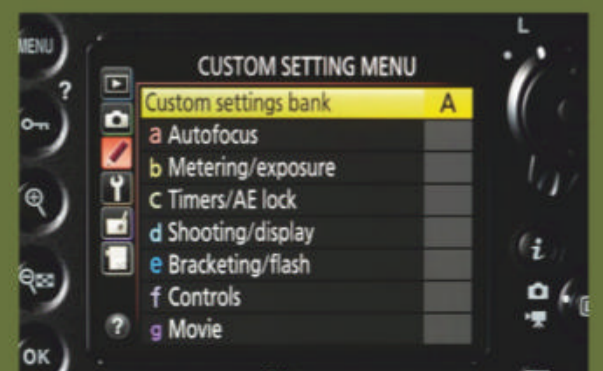 L
MENU
CUSTOM SETTING MENU
?
Custom settings bank A
a Autofocus
b Metering/exposure
c Timers/AE lock
d Shooting/display
e Bracketing/flash
f Controls
g Movie
?
i
OK